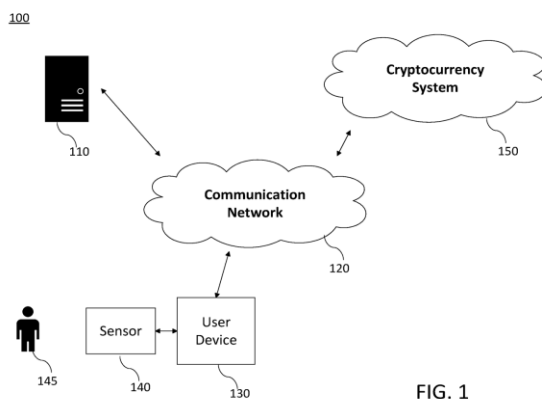 100
Cryptocurrency
System
110
150
Communication
Network
120
Sensor
User
Device
145
140
130
FIG. 1